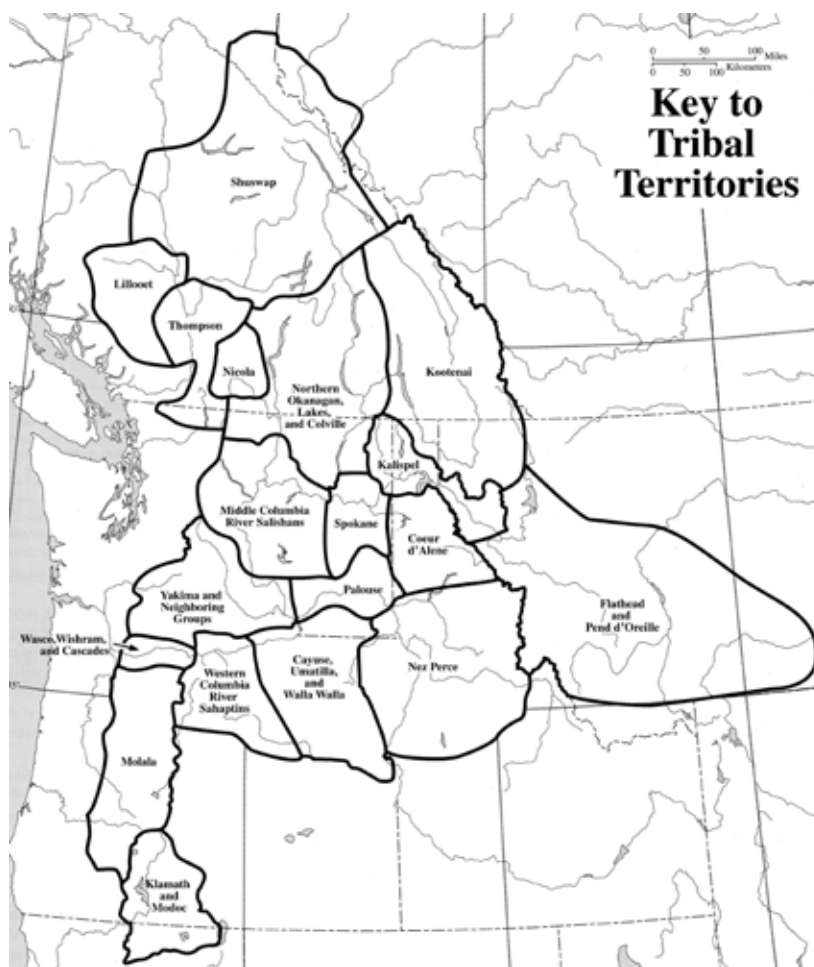 0 50 100
Miles
Kilometers
0 50 100
Key to
Tribal
Territories
Shuswap
Lillooet
Thompson
Nicola
Kootenai
Northern
Okanagan,
Lakes,
and Colville
Kalispel
Middle Columbia
River Salishans
Spokane
Coeur
d'Alene
Yakima and
Neighboring
Groups
Palouse
Flathead
and
Pend d'Oreille
Wasco, Wishram,
and Cascades
Western
Columbia
River
Sahaptins
Cayuse,
Umatilla,
and
Walla Walla
Nez Perce
Molala
Klamath
and
Modoc